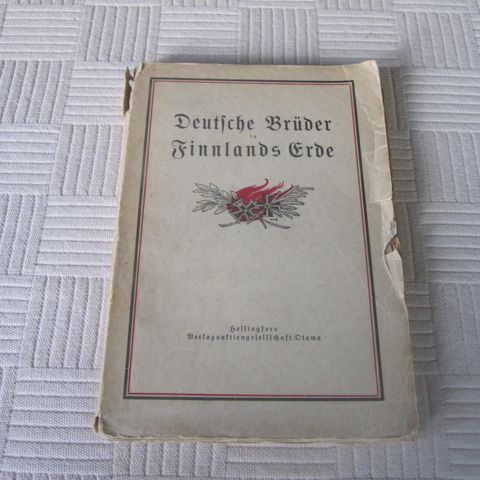 Deutsche Brüder
in
Finnlands Erde
Helsingfors
Verlagsaktiengesellschaft Otawa